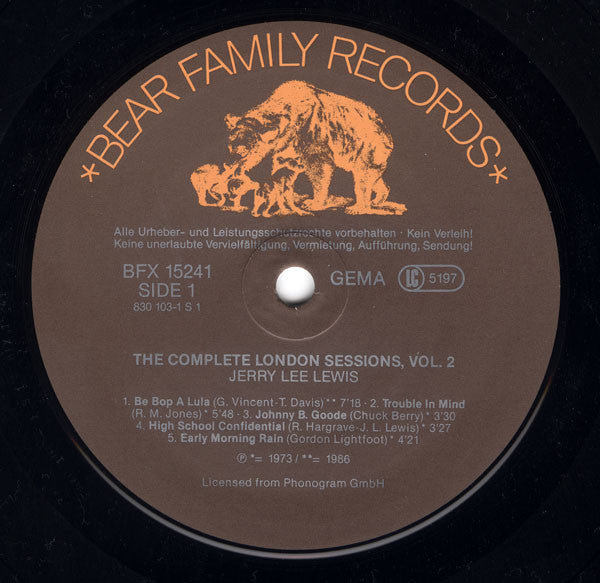 *BEAR FAMILY RECORDS*
Alle Urheber- und Leistungsschutzrechte vorbehalten · Kein Verleih!
Keine unerlaubte Vervielfältigung, Vermietung, Aufführung, Sendung!
BFX 15241
SIDE 1
830 103-1 S 1
GEMA
LC 5197
THE COMPLETE LONDON SESSIONS, VOL. 2
JERRY LEE LEWIS
1. Be Bop A Lula (G. Vincent-T. Davis)** 7'18 · 2. Trouble In Mind
(R. M. Jones)* 5'48 · 3. Johnny B. Goode (Chuck Berry)* 3'30
4. High School Confidential (R. Hargrave-J. L. Lewis)* 3'27
5. Early Morning Rain (Gordon Lightfoot)* 4'21
℗ *= 1973 / **= 1986
Licensed from Phonogram GmbH